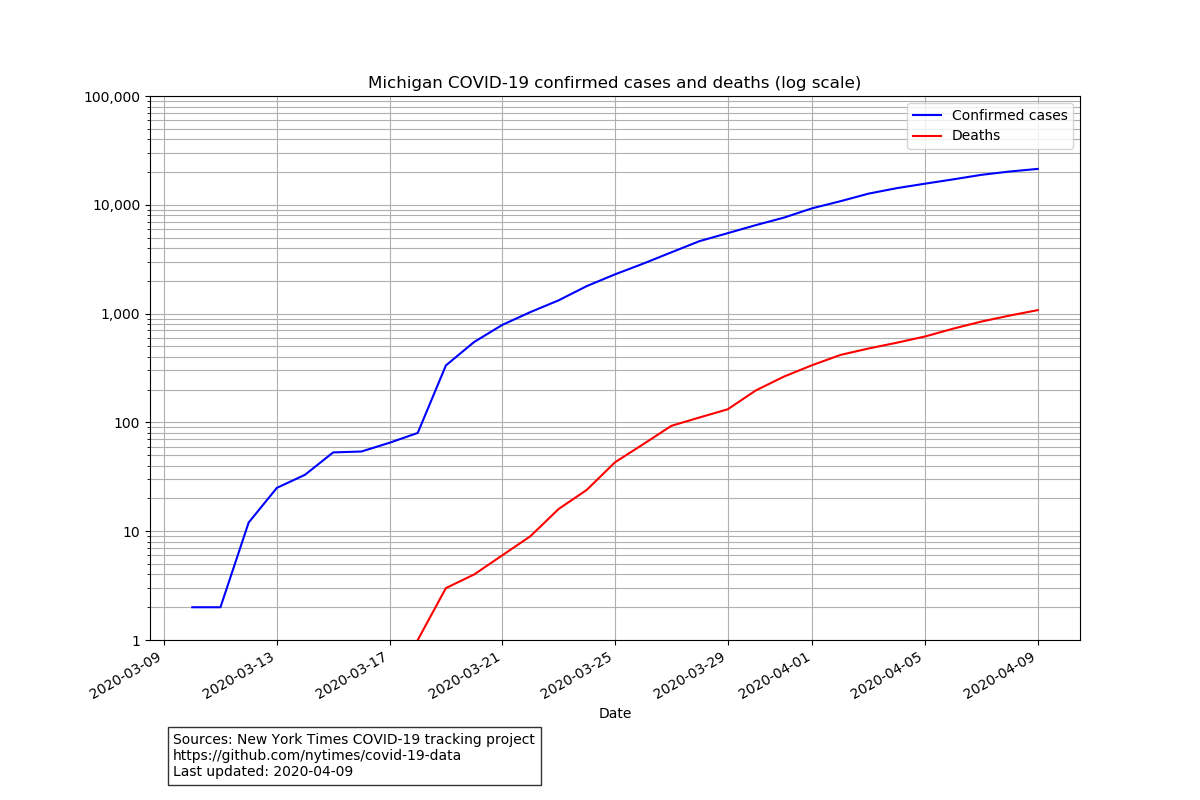 Michigan COVID-19 confirmed cases and deaths (log scale)
100,000
10,000
1,000
100
10
1
Confirmed cases
Deaths
2020-03-09
2020-03-13
2020-03-17
2020-03-21
2020-03-25
2020-03-29
2020-04-01
2020-04-05
2020-04-09
Date
Sources: New York Times COVID-19 tracking project
https://github.com/nytimes/covid-19-data
Last updated: 2020-04-09